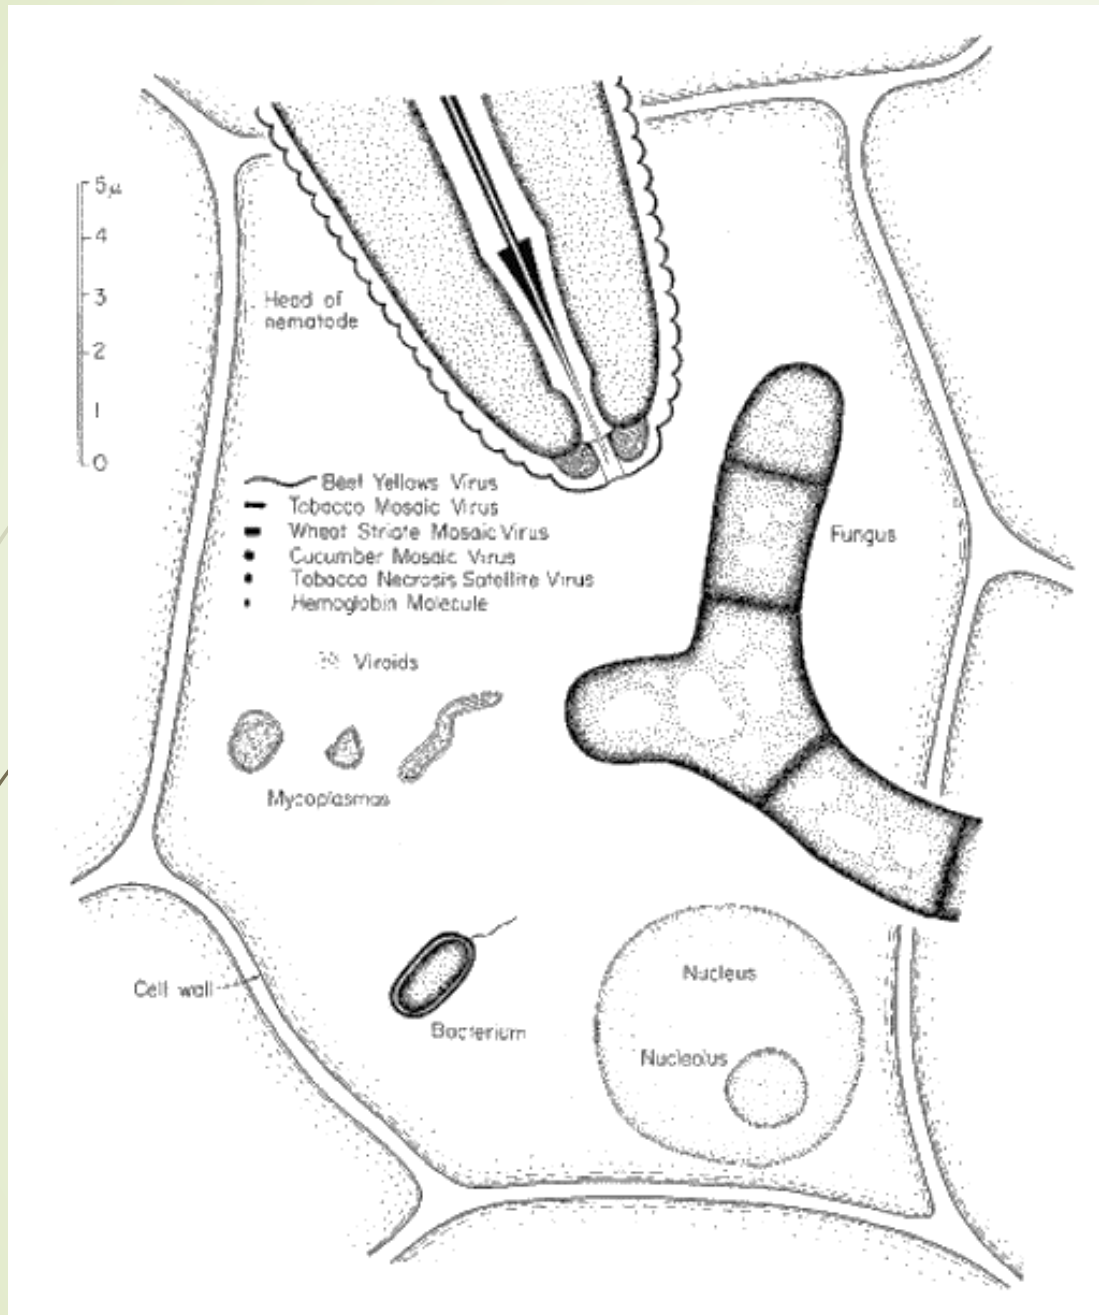 5μ
4
3
2
1
0
Head of
nematode
Beet Yellows Virus
Tobacco Mosaic Virus
Wheat Striate Mosaic Virus
Cucumber Mosaic Virus
Tobacco Necrosis Satellite Virus
Hemoglobin Molecule
Fungus
Viroids
Mycoplasmas
Cell wall
Bacterium
Nucleus
Nucleolus